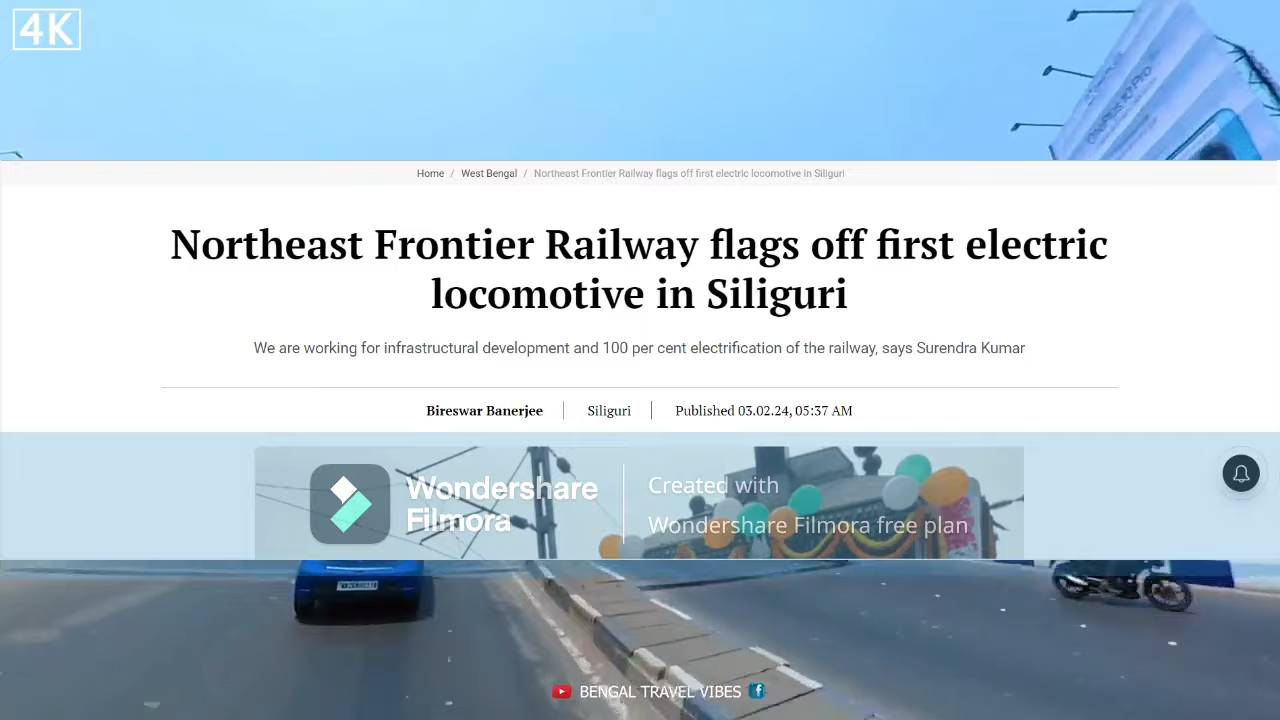 4K
OnePlus 10 Pro
Home / West Bengal / Northeast Frontier Railway flags off first electric locomotive in Siliguri
Northeast Frontier Railway flags off first electric
locomotive in Siliguri
We are working for infrastructural development and 100 per cent electrification of the railway, says Surendra Kumar
Bireswar Banerjee | Siliguri | Published 03.02.24, 05:37 AM
Wondershare
Filmora
Created with
Wondershare Filmora free plan
BENGAL TRAVEL VIBES